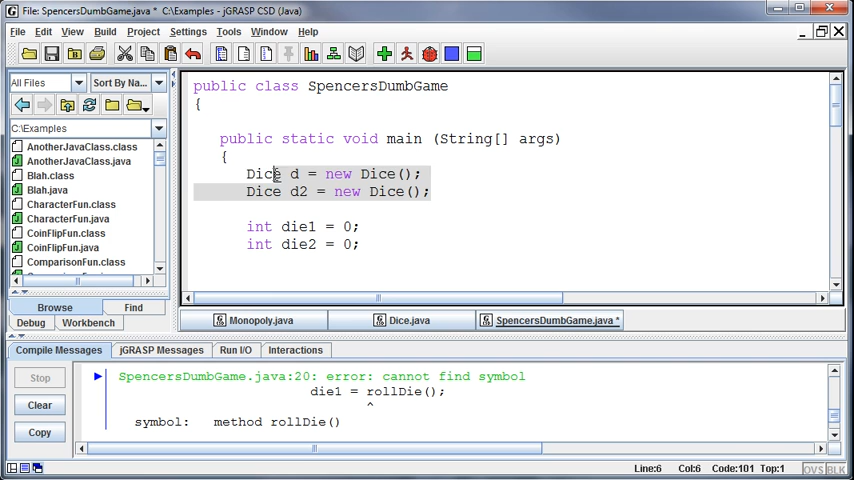 File: SpencersDumbGame.java * C:\Examples - jGRASP CSD (Java)
File Edit View Build Project Settings Tools Window Help
All Files Sort By Na...
C:\Examples
AnotherJavaClass.class
AnotherJavaClass.java
Blah.class
Blah.java
CharacterFun.class
CharacterFun.java
CoinFlipFun.class
CoinFlipFun.java
ComparisonFun.class
Browse Find
Debug Workbench
public class SpencersDumbGame
{
public static void main (String[] args)
{
Dice d = new Dice();
Dice d2 = new Dice();
int die1 = 0;
int die2 = 0;
Monopoly.java Dice.java SpencersDumbGame.java *
Compile Messages jGRASP Messages Run I/O Interactions
Stop
Clear
Copy
SpencersDumbGame.java:20: error: cannot find symbol
die1 = rollDie();
^
symbol: method rollDie()
Line:6 Col:6 Code:101 Top:1 OVS BLK